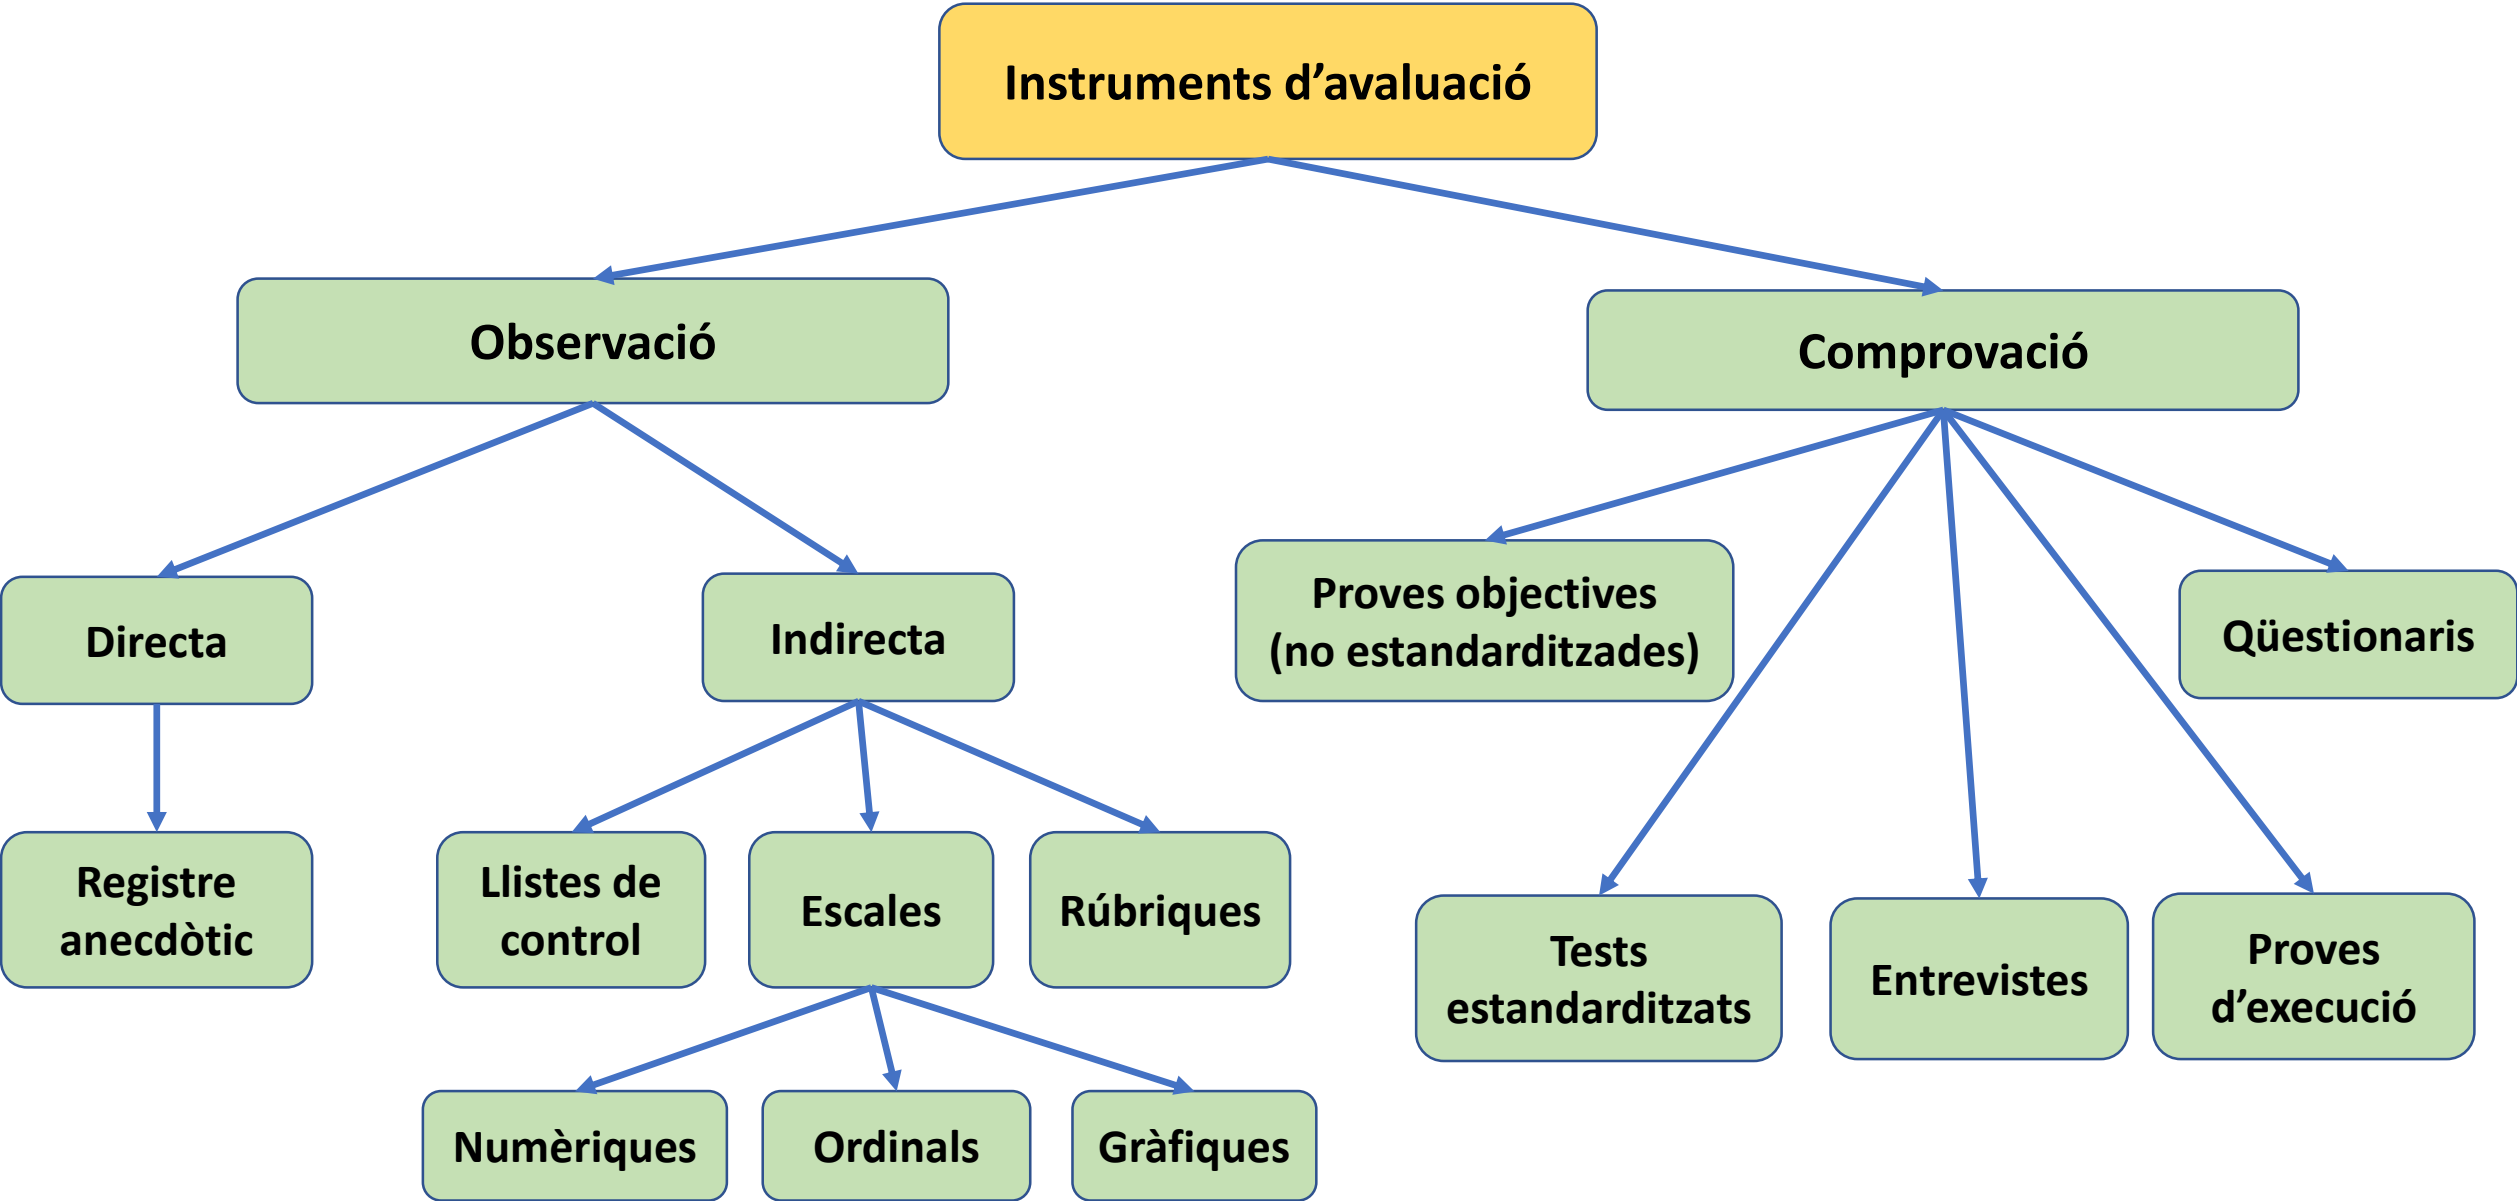 Instruments d’avaluació
Observació
Comprovació
Directa
Indirecta
Proves objectives
(no estandarditzades)
Qüestionaris
Registre
anecdòtic
Llistes de
control
Escales
Rúbriques
Tests
estandarditzats
Entrevistes
Proves
d’execució
Numèriques
Ordinals
Gràfiques